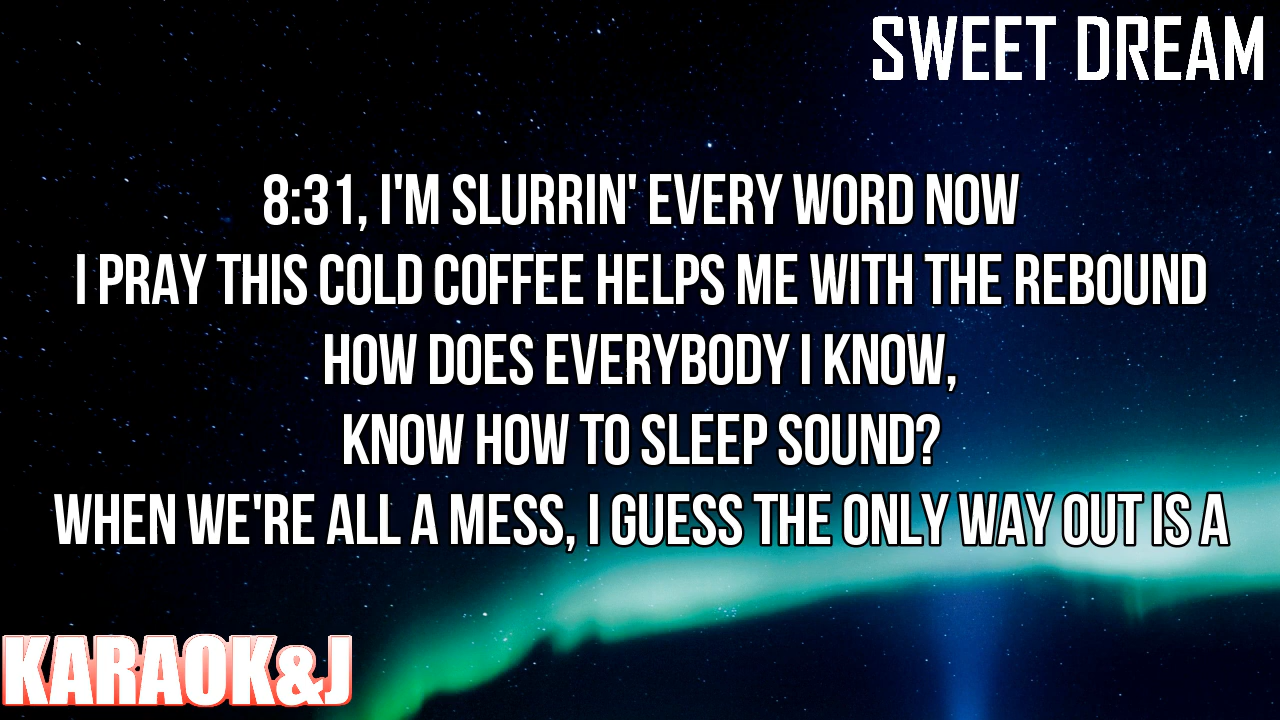 SWEET DREAM
8:31, I'M SLURRIN' EVERY WORD NOW
I PRAY THIS COLD COFFEE HELPS ME WITH THE REBOUND
HOW DOES EVERYBODY I KNOW,
KNOW HOW TO SLEEP SOUND?
WHEN WE'RE ALL A MESS, I GUESS THE ONLY WAY OUT IS A
KARAOK&J